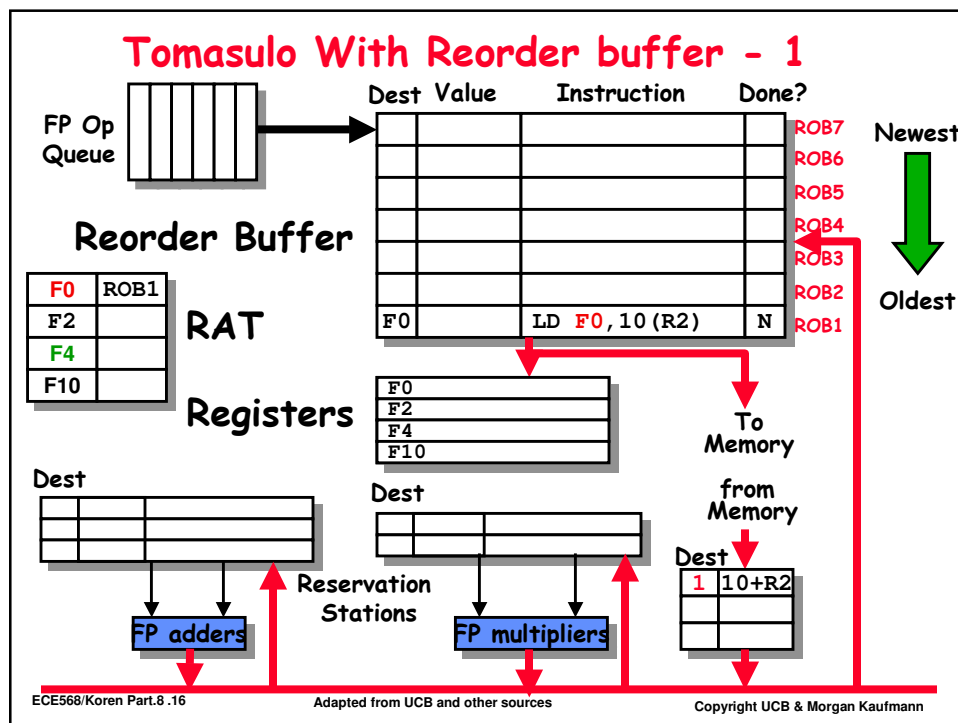 Tomasulo With Reorder buffer - 1
Dest Value Instruction Done?
FP Op
Queue
ROB7
ROB6
ROB5
ROB4
ROB3
ROB2
F0 LD F0,10(R2) N ROB1
Newest
Oldest
Reorder Buffer
F0 ROB1
F2
F4
F10
RAT
Registers
F0
F2
F4
F10
To
Memory
from
Memory
Dest
Dest
Dest
1 10+R2
Reservation
Stations
FP adders
FP multipliers
ECE568/Koren Part.8 .16
Adapted from UCB and other sources
Copyright UCB & Morgan Kaufmann